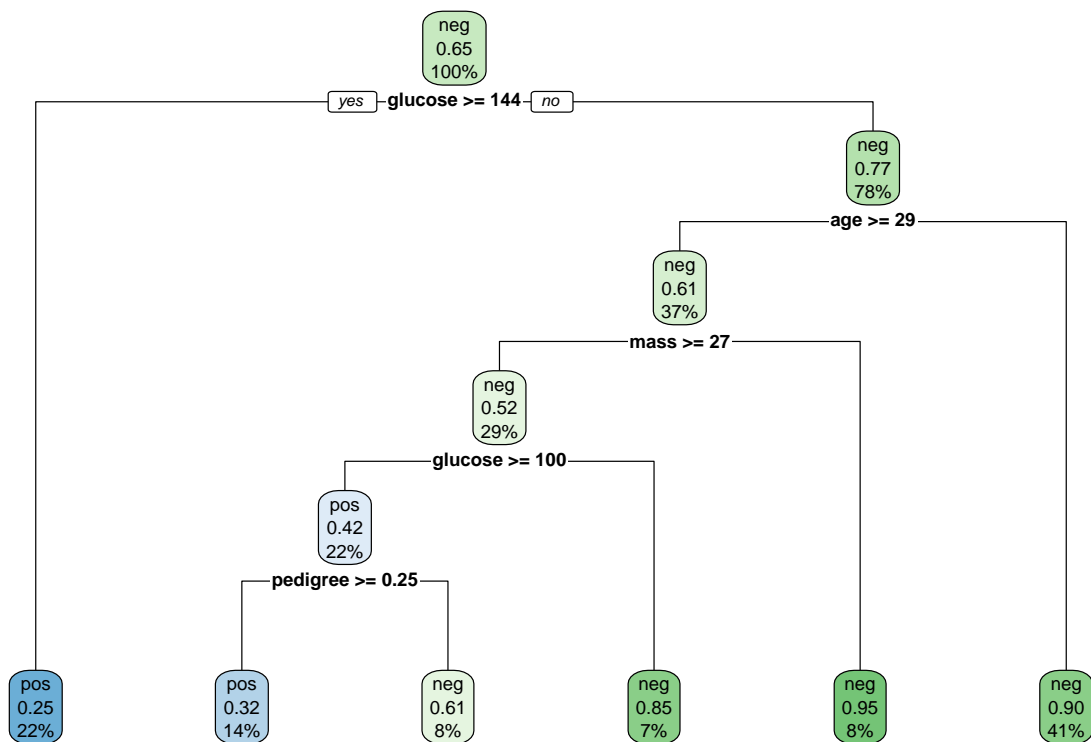 neg
0.65
100%
yes glucose >= 144 no
neg
0.77
78%
age >= 29
neg
0.61
37%
mass >= 27
neg
0.52
29%
glucose >= 100
pos
0.42
22%
pedigree >= 0.25
pos
0.25
22%
pos
0.32
14%
neg
0.61
8%
neg
0.85
7%
neg
0.95
8%
neg
0.90
41%